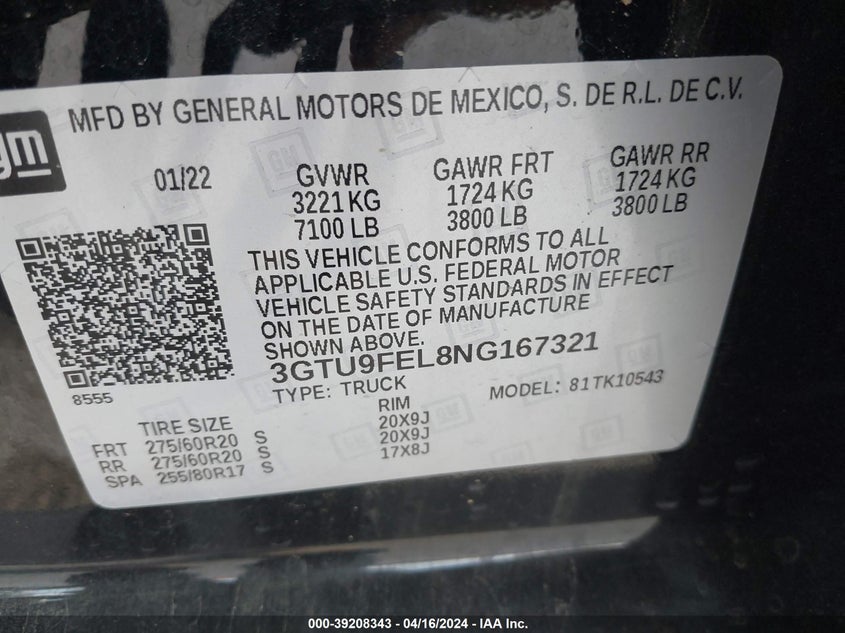 gm
MFD BY GENERAL MOTORS DE MEXICO, S. DE R.L. DE C.V.
01/22 GVWR GAWR FRT GAWR RR
3221 KG 1724 KG 1724 KG
7100 LB 3800 LB 3800 LB
THIS VEHICLE CONFORMS TO ALL
APPLICABLE U.S. FEDERAL MOTOR
VEHICLE SAFETY STANDARDS IN EFFECT
ON THE DATE OF MANUFACTURE
SHOWN ABOVE.
3GTU9FEL8NG167321
8555 TYPE: TRUCK MODEL: 81TK10543
TIRE SIZE RIM
FRT 275/60R20 S 20X9J
RR 275/60R20 S 20X9J
SPA 255/80R17 S 17X8J
000-39208343 - 04/16/2024 - IAA Inc.